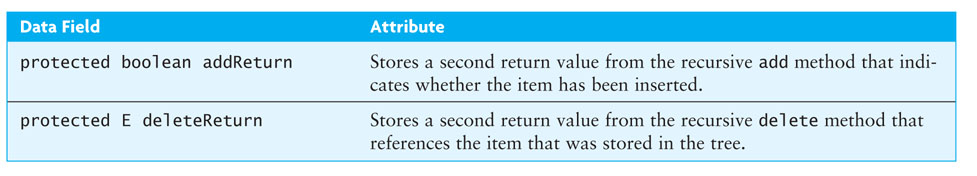 Data Field Attribute
protected boolean addReturn Stores a second return value from the recursive add method that indi-
cates whether the item has been inserted.
protected E deleteReturn Stores a second return value from the recursive delete method that
references the item that was stored in the tree.